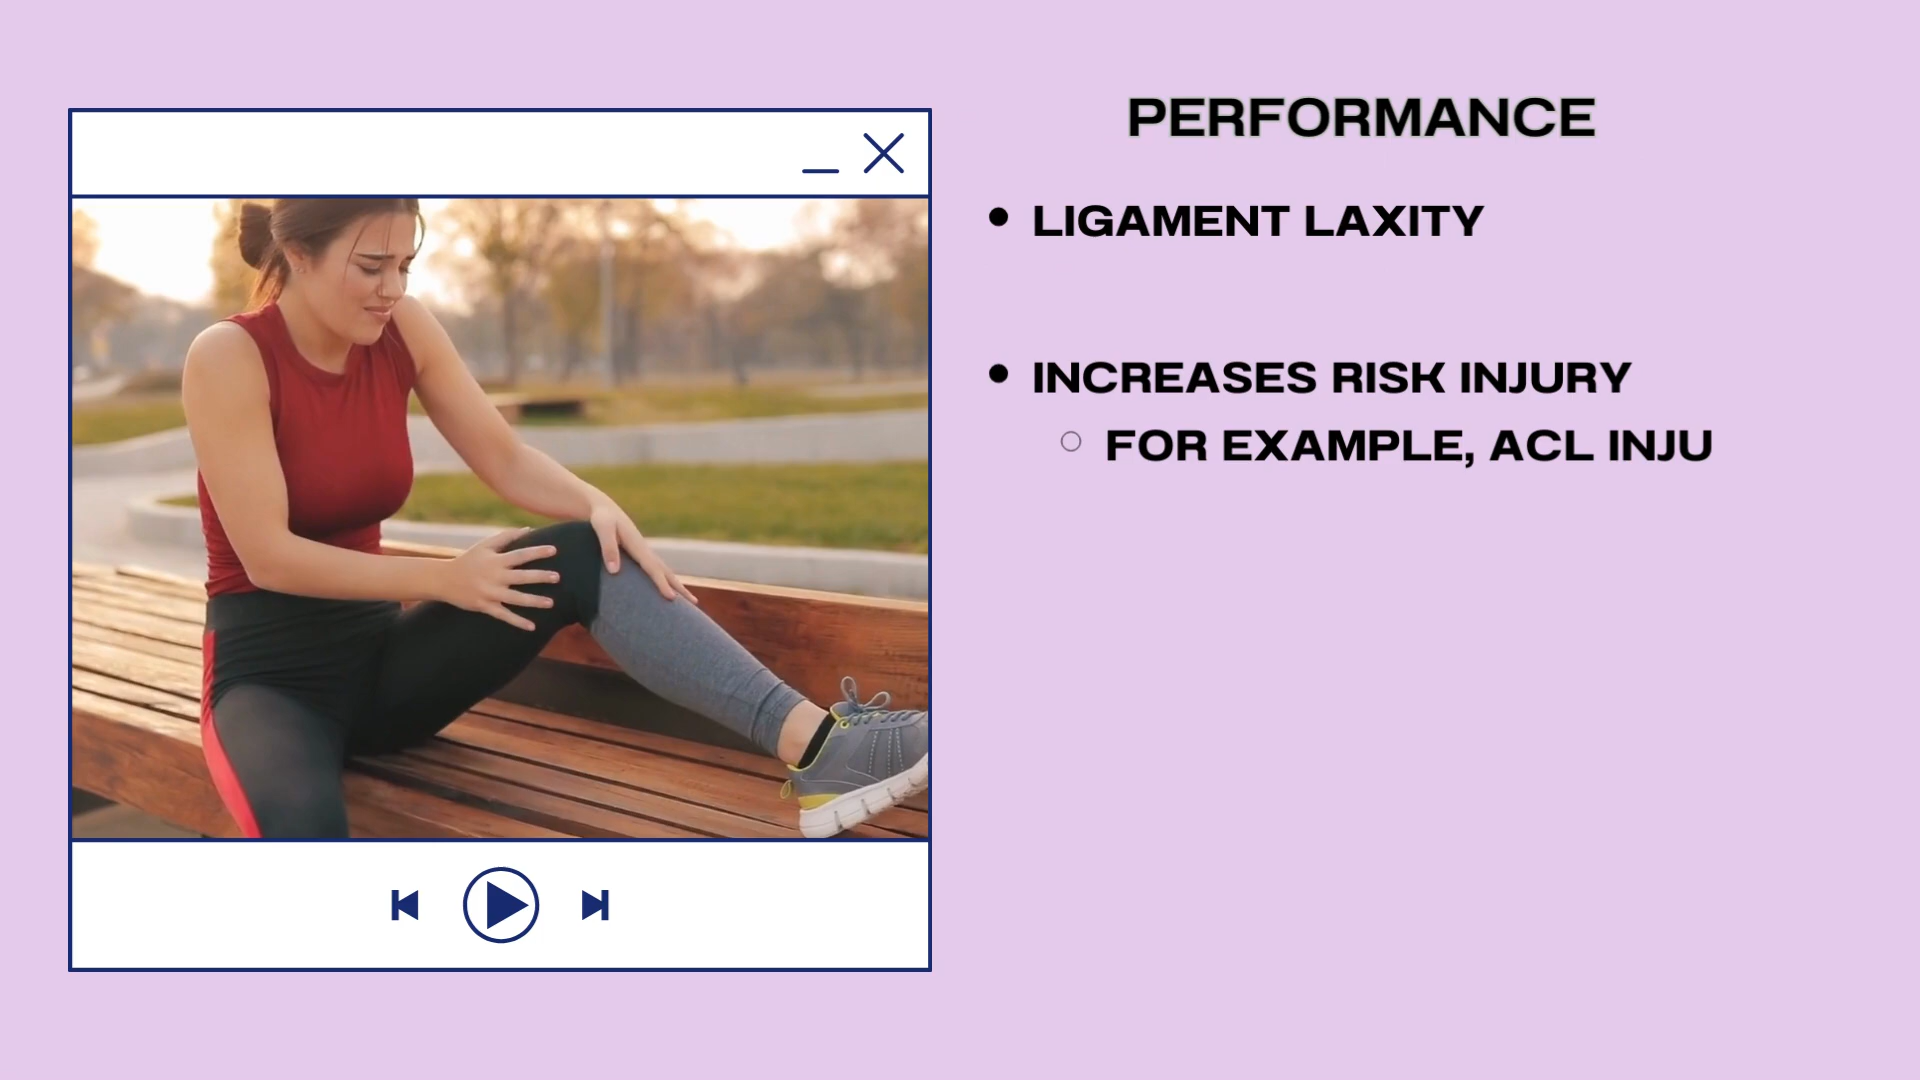 PERFORMANCE
LIGAMENT LAXITY
INCREASES RISK INJURY
FOR EXAMPLE, ACL INJU